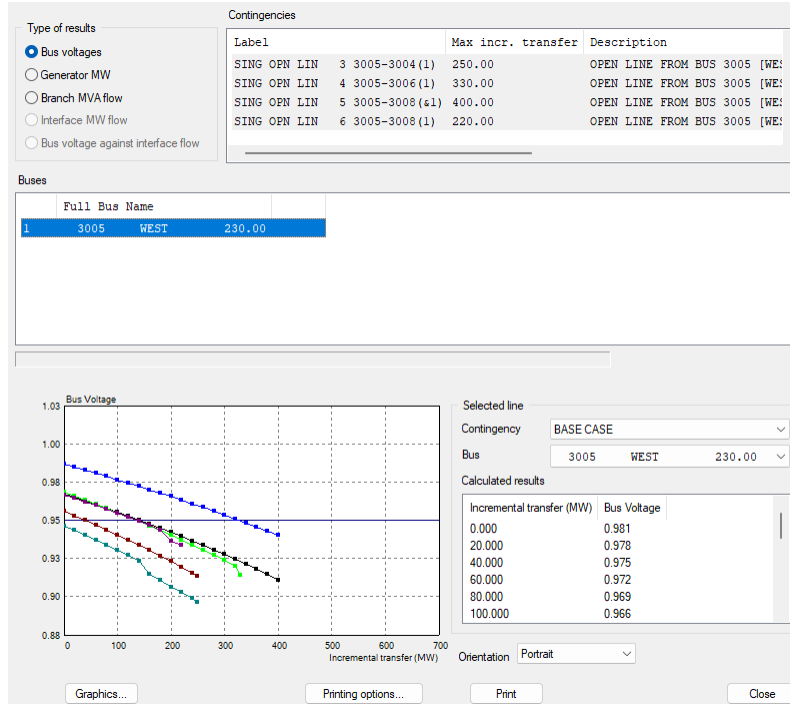 Type of results
Bus voltages
Generator MW
Branch MVA flow
Interface MW flow
Bus voltage against interface flow
Contingencies
Label Max incr. transfer Description
SING OPN LIN 3 3005-3004(1) 250.00 OPEN LINE FROM BUS 3005 [WES
SING OPN LIN 4 3005-3006(1) 330.00 OPEN LINE FROM BUS 3005 [WES
SING OPN LIN 5 3005-3008(&1) 400.00 OPEN LINE FROM BUS 3005 [WES
SING OPN LIN 6 3005-3008(1) 220.00 OPEN LINE FROM BUS 3005 [WES
Buses
Full Bus Name
1 3005 WEST 230.00
Bus Voltage
1.03
1.00
0.98
0.95
0.93
0.90
0.88
0 100 200 300 400 500 600 700
Incremental transfer (MW)
Selected line
Contingency BASE CASE
Bus 3005 WEST 230.00
Calculated results
Incremental transfer (MW) Bus Voltage
0.000 0.981
20.000 0.978
40.000 0.975
60.000 0.972
80.000 0.969
100.000 0.966
Orientation Portrait
Graphics... Printing options... Print Close